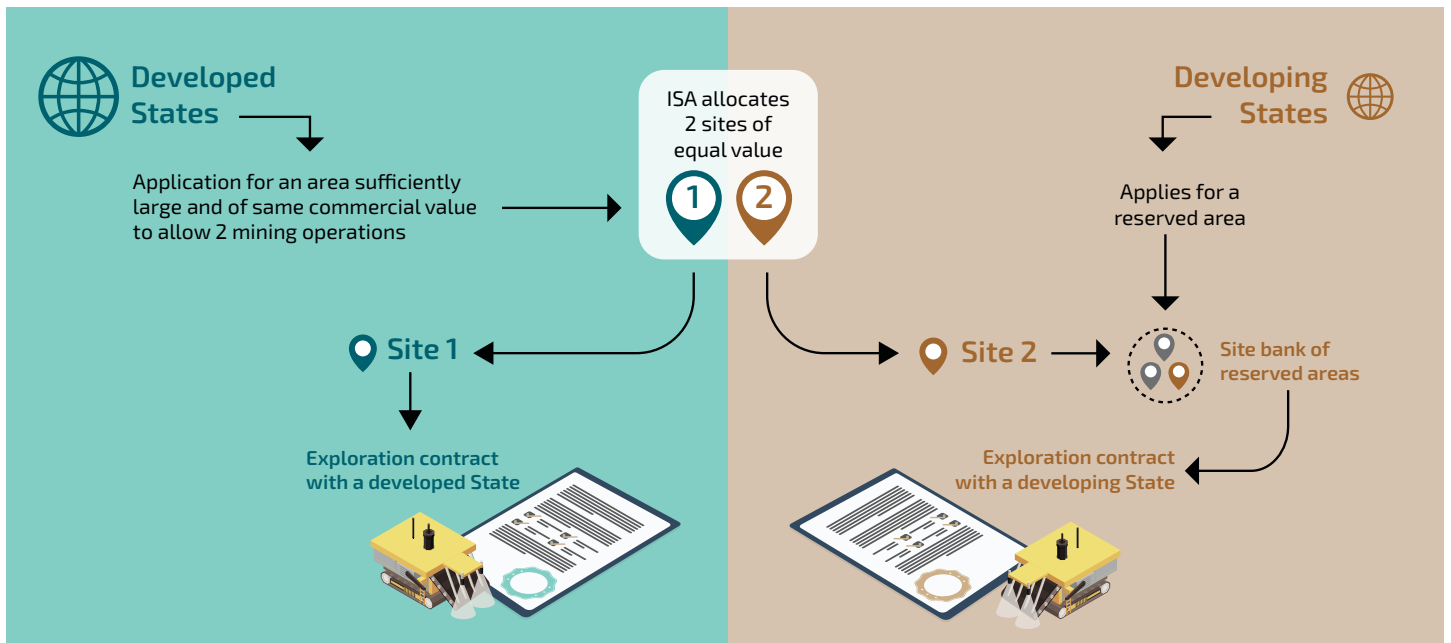 Developed
States
Application for an area sufficiently
large and of same commercial value
to allow 2 mining operations
ISA allocates
2 sites of
equal value
1
2
Developing
States
Applies for a
reserved area
Site 1
Site 2
Site bank of
reserved areas
Exploration contract
with a developed State
Exploration contract
with a developing State